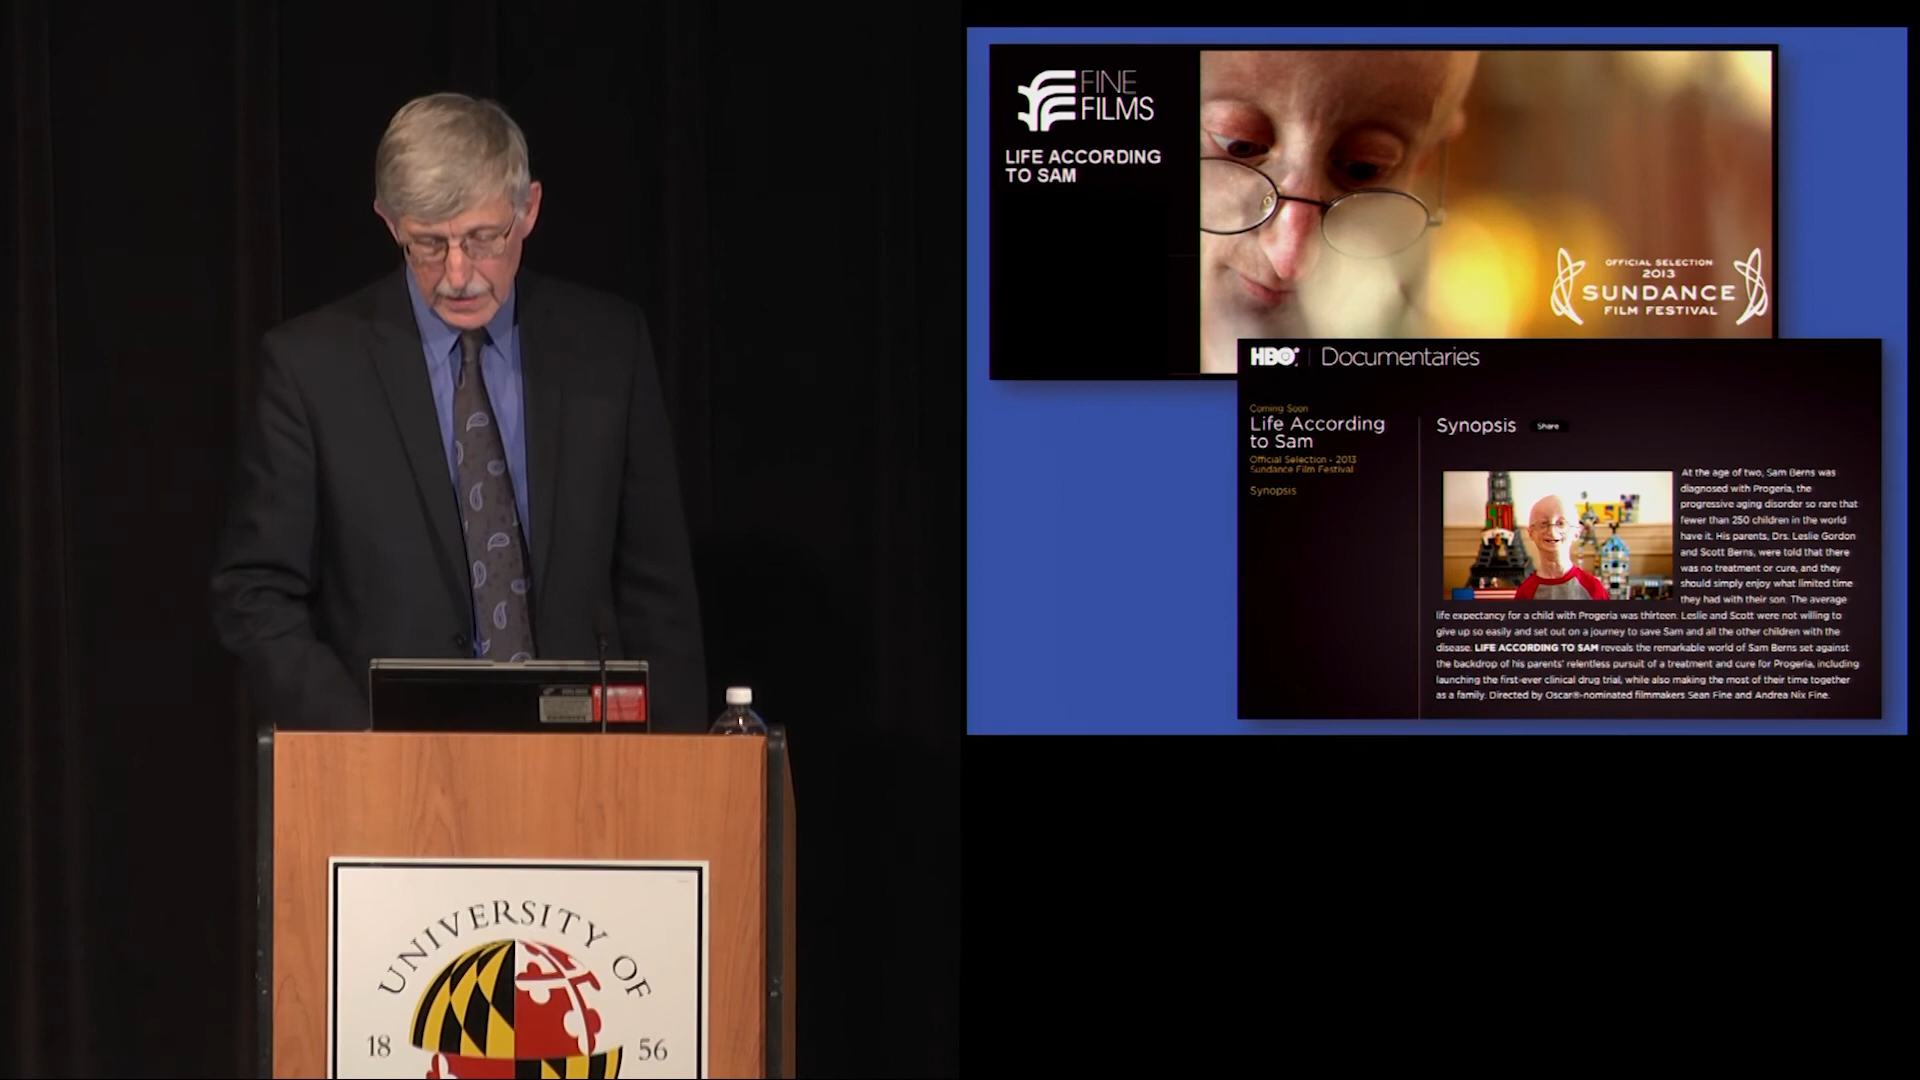 FINE
FILMS
LIFE ACCORDING
TO SAM
OFFICIAL SELECTION
2013
SUNDANCE
FILM FESTIVAL
HBO Documentaries
Coming Soon
Life According
to Sam
Official Selection - 2013
Sundance Film Festival
Synopsis
Synopsis Share
At the age of two, Sam Berns was
diagnosed with Progeria, the
progressive aging disorder so rare that
fewer than 250 children in the world
have it. His parents, Drs. Leslie Gordon
and Scott Berns, were told that there
was no treatment or cure, and they
should simply enjoy what limited time
they had with their son. The average
life expectancy for a child with Progeria was thirteen. Leslie and Scott were not willing to
give up so easily and set out on a journey to save Sam and all the other children with the
disease. LIFE ACCORDING TO SAM reveals the remarkable world of Sam Berns set against
the backdrop of his parents' relentless pursuit of a treatment and cure for Progeria, including
launching the first-ever clinical drug trial, while also making the most of their time together
as a family. Directed by Oscar®-nominated filmmakers Sean Fine and Andrea Nix Fine.
UNIVERSITY OF
18 56